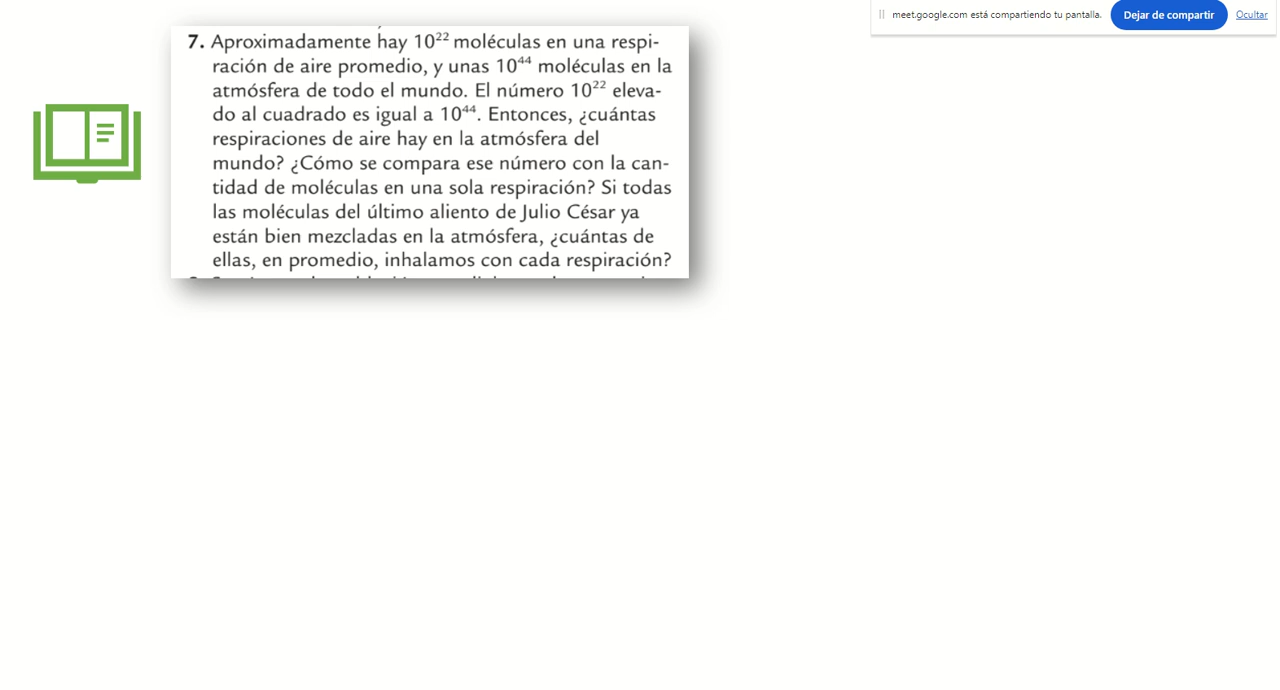 meet.google.com está compartiendo tu pantalla.
Dejar de compartir
Ocultar
7. Aproximadamente hay 10²² moléculas en una respi-
ración de aire promedio, y unas 10⁴⁴ moléculas en la
atmósfera de todo el mundo. El número 10²² eleva-
do al cuadrado es igual a 10⁴⁴. Entonces, ¿cuántas
respiraciones de aire hay en la atmósfera del
mundo? ¿Cómo se compara ese número con la can-
tidad de moléculas en una sola respiración? Si todas
las moléculas del último aliento de Julio César ya
están bien mezcladas en la atmósfera, ¿cuántas de
ellas, en promedio, inhalamos con cada respiración?